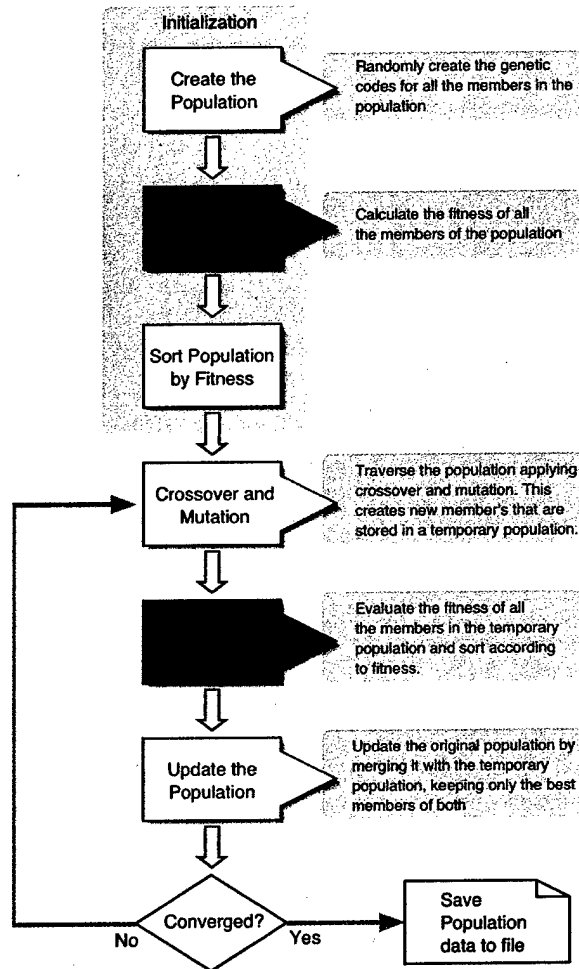 Initialization
Create the
Population
Randomly create the genetic
codes for all the members in the
population
Calculate the fitness of all
the members of the population
Sort Population
by Fitness
Crossover and
Mutation
Traverse the population applying
crossover and mutation. This
creates new member's that are
stored in a temporary population.
Evaluate the fitness of all
the members in the temporary
population and sort according
to fitness.
Update the
Population
Update the original population by
merging it with the temporary
population, keeping only the best
members of both
Converged?
No
Yes
Save
Population
data to file